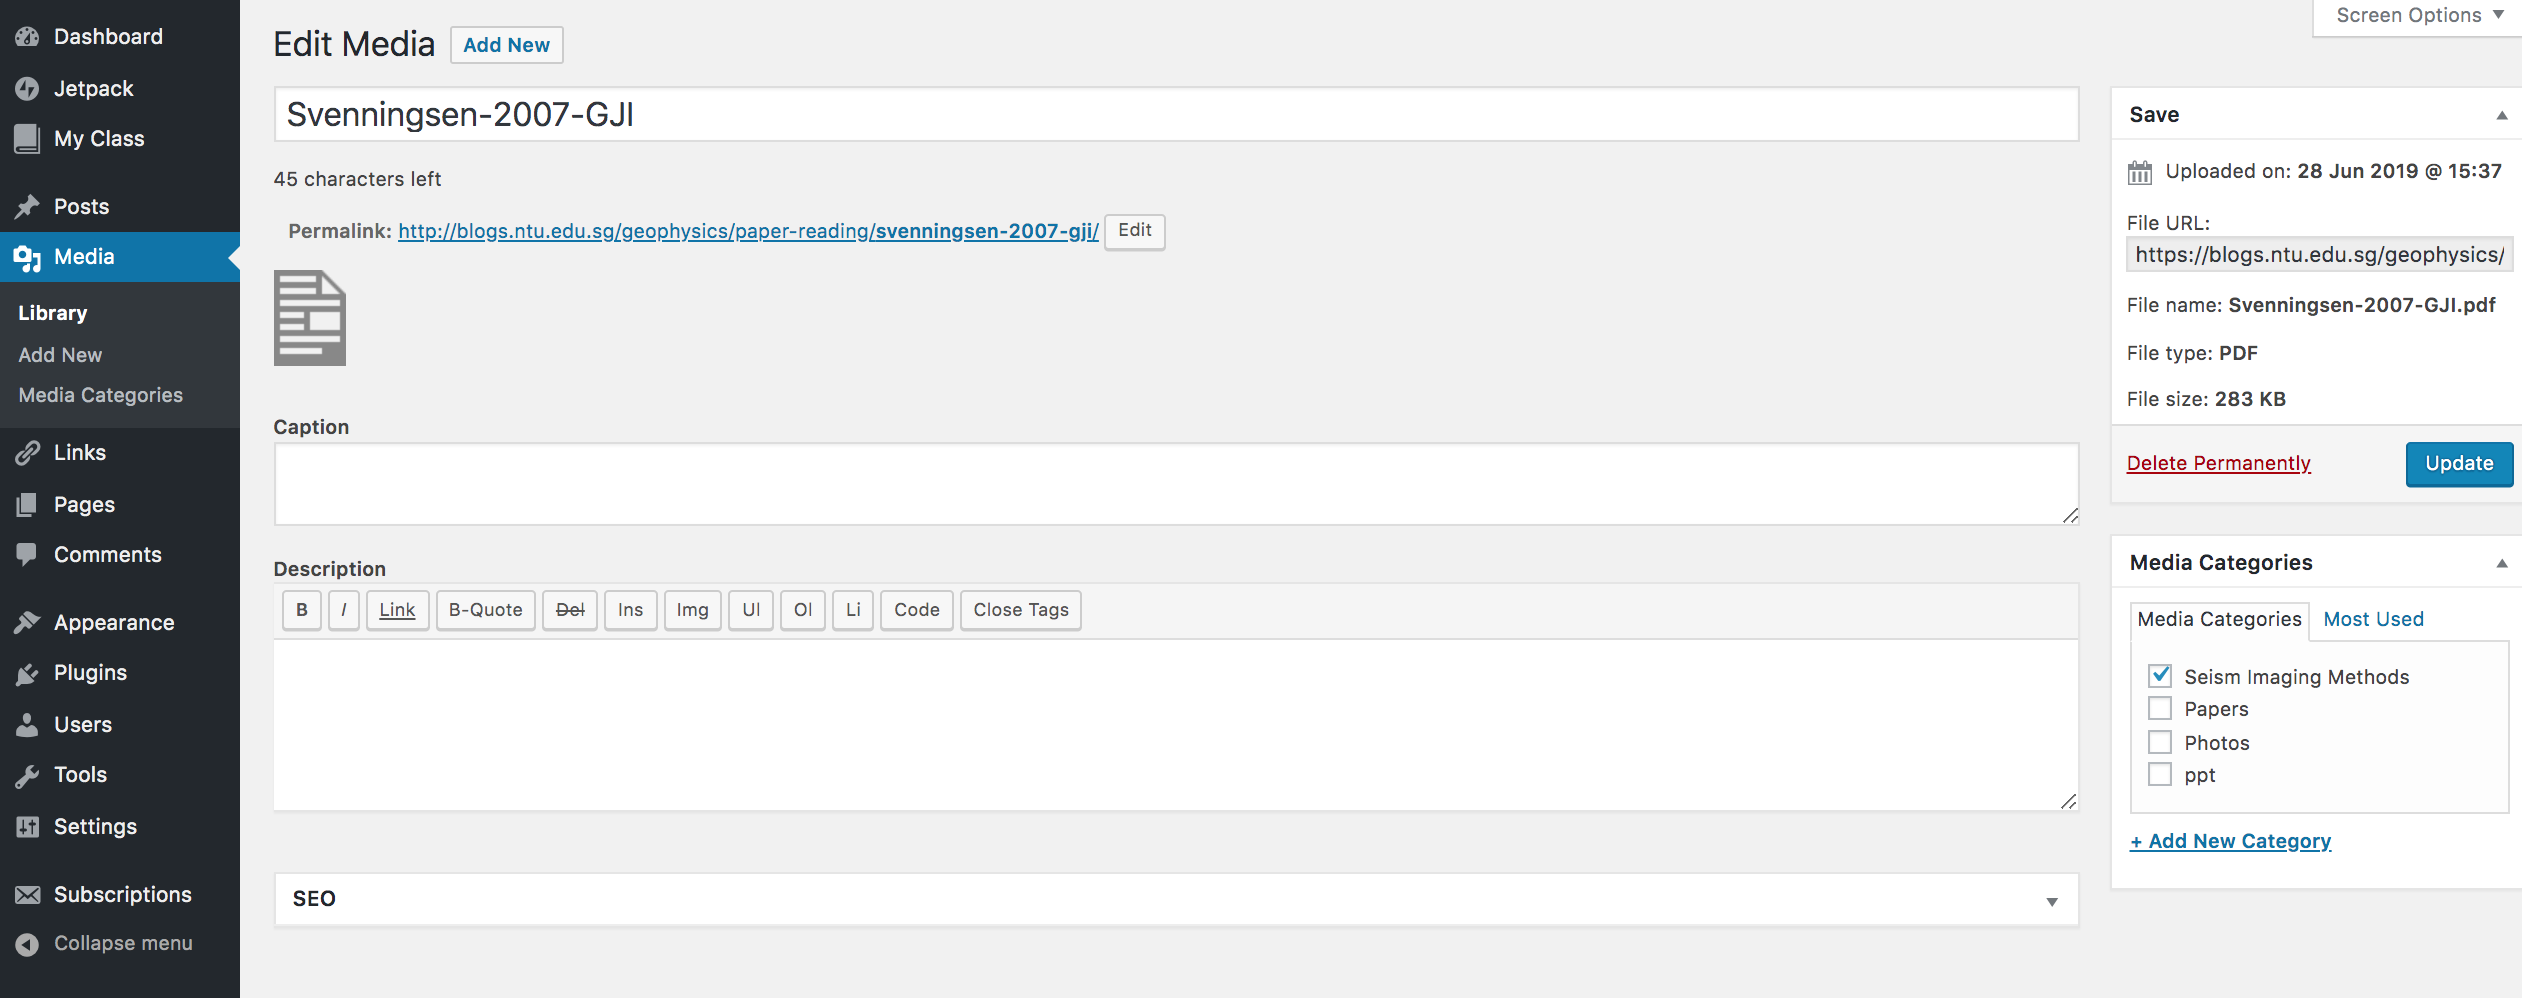 Dashboard
Jetpack
My Class
Posts
Media
Library
Add New
Media Categories
Links
Pages
Comments
Appearance
Plugins
Users
Tools
Settings
Subscriptions
Collapse menu
Screen Options
Edit Media Add New
Svenningsen-2007-GJI
45 characters left
Permalink: http://blogs.ntu.edu.sg/geophysics/paper-reading/svenningsen-2007-gji/ Edit
Caption
Description
B I Link B-Quote Del Ins Img Ul Ol Li Code Close Tags
SEO
Save
Uploaded on: 28 Jun 2019 @ 15:37
File URL:
https://blogs.ntu.edu.sg/geophysics/
File name: Svenningsen-2007-GJI.pdf
File type: PDF
File size: 283 KB
Delete Permanently Update
Media Categories
Media Categories Most Used
Seism Imaging Methods
Papers
Photos
ppt
+ Add New Category